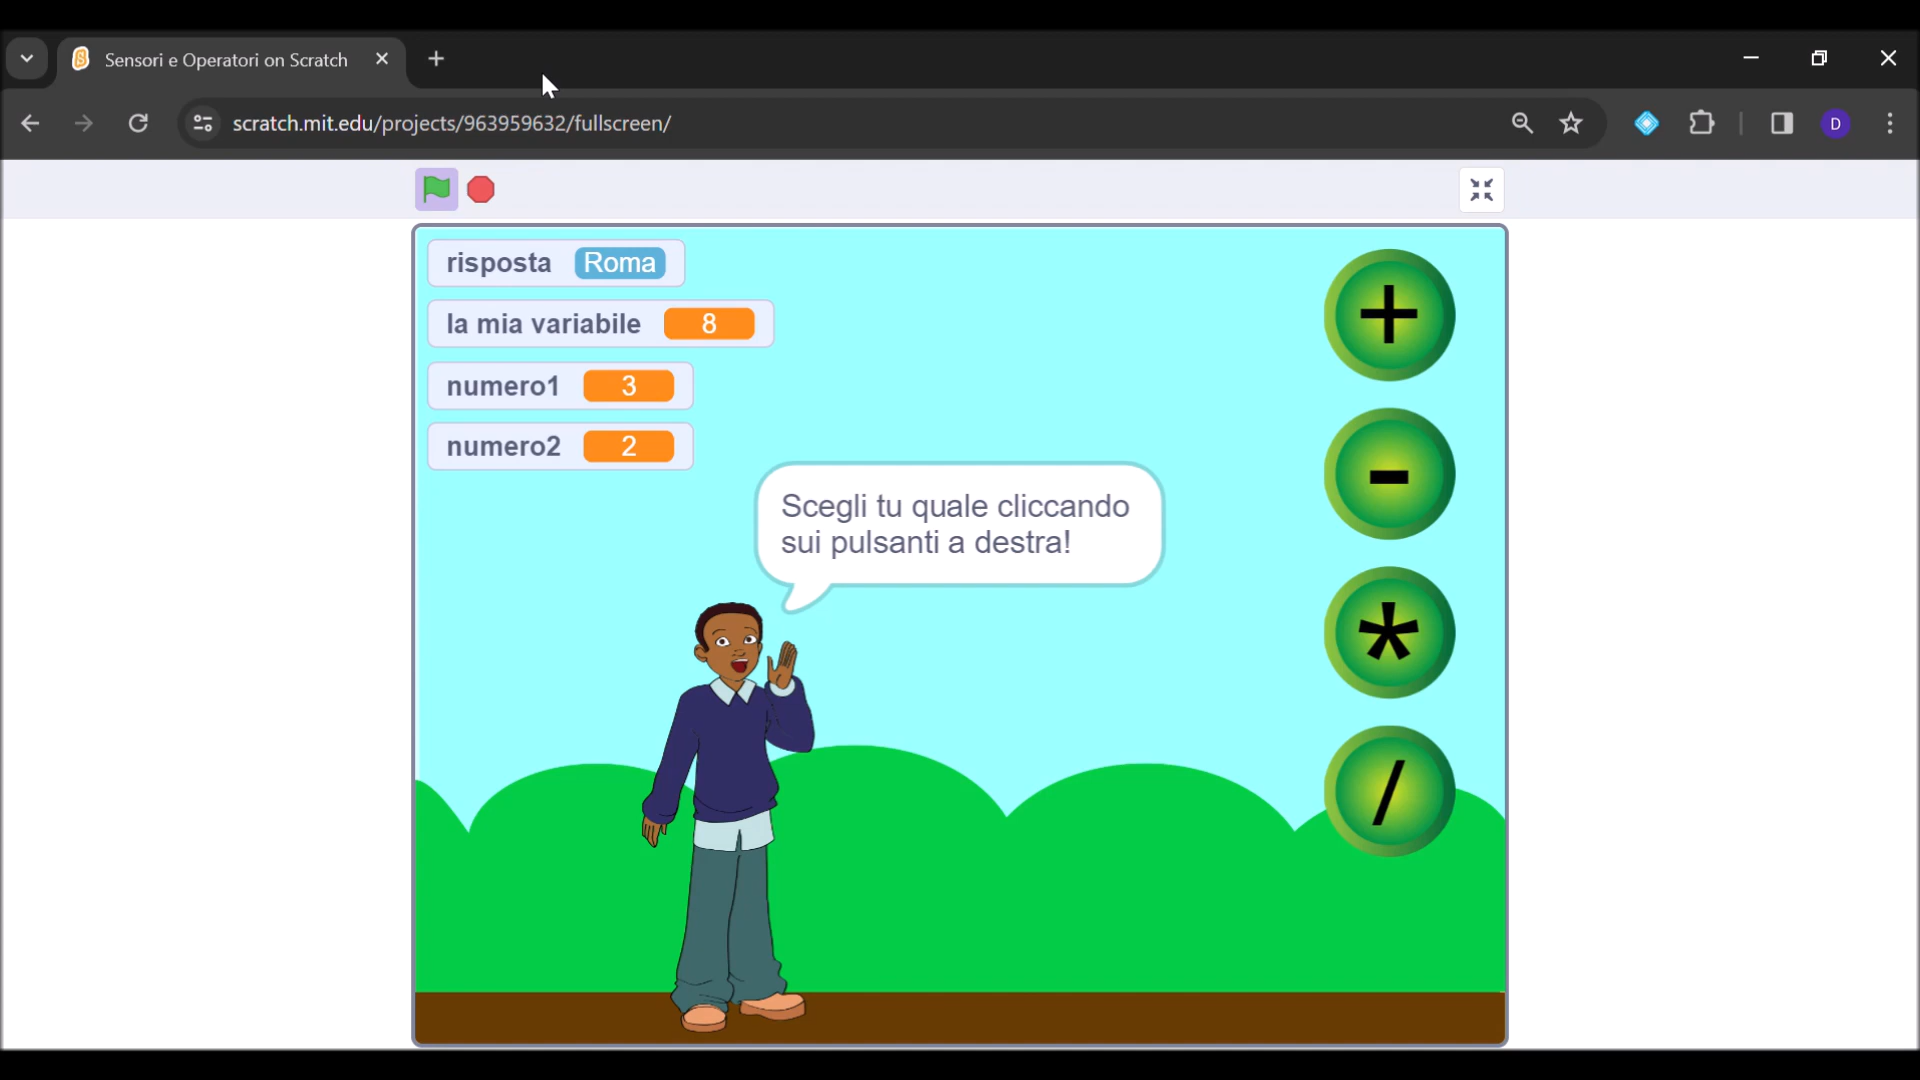 Sensori e Operatori on Scratch
scratch.mit.edu/projects/963959632/fullscreen/
D
risposta Roma
la mia variabile 8
numero1 3
numero2 2
Scegli tu quale cliccando
sui pulsanti a destra!
+
-
*
/